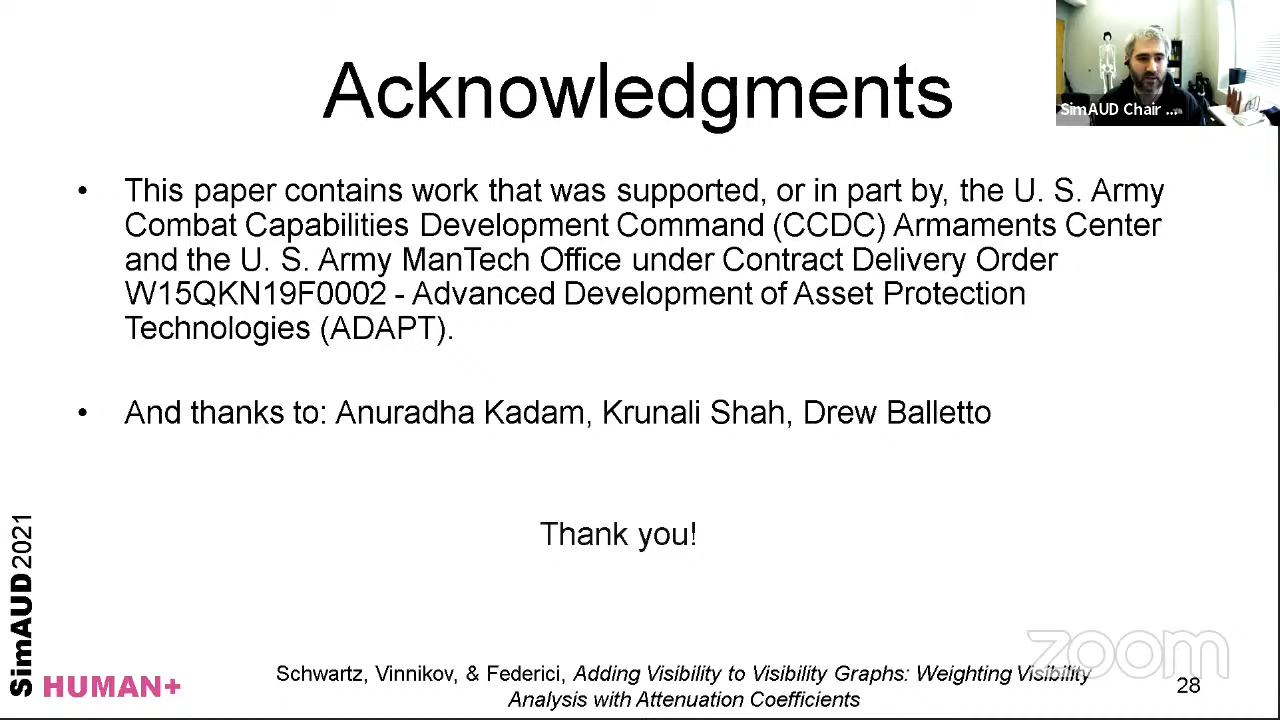 Acknowledgments
SimAUD Chair ...
• This paper contains work that was supported, or in part by, the U. S. Army
Combat Capabilities Development Command (CCDC) Armaments Center
and the U. S. Army ManTech Office under Contract Delivery Order
W15QKN19F0002 - Advanced Development of Asset Protection
Technologies (ADAPT).
• And thanks to: Anuradha Kadam, Krunali Shah, Drew Balletto
Thank you!
SimAUD2021
HUMAN+
Schwartz, Vinnikov, & Federici, Adding Visibility to Visibility Graphs: Weighting Visibility
Analysis with Attenuation Coefficients
zoom
28